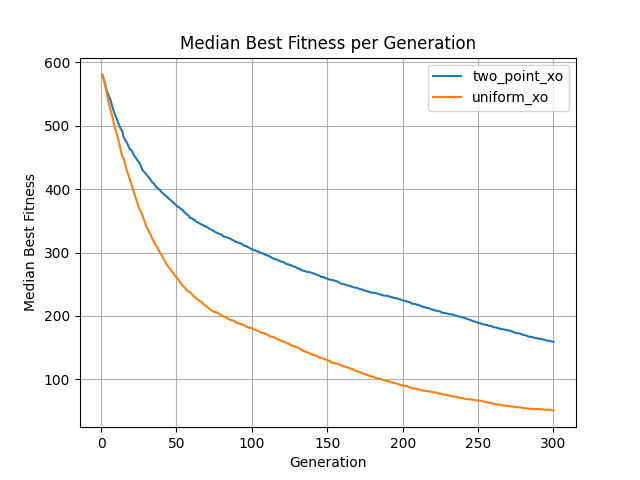 Median Best Fitness per Generation
two_point_xo
uniform_xo
Median Best Fitness
600
500
400
300
200
100
0
50
100
150
200
250
300
Generation